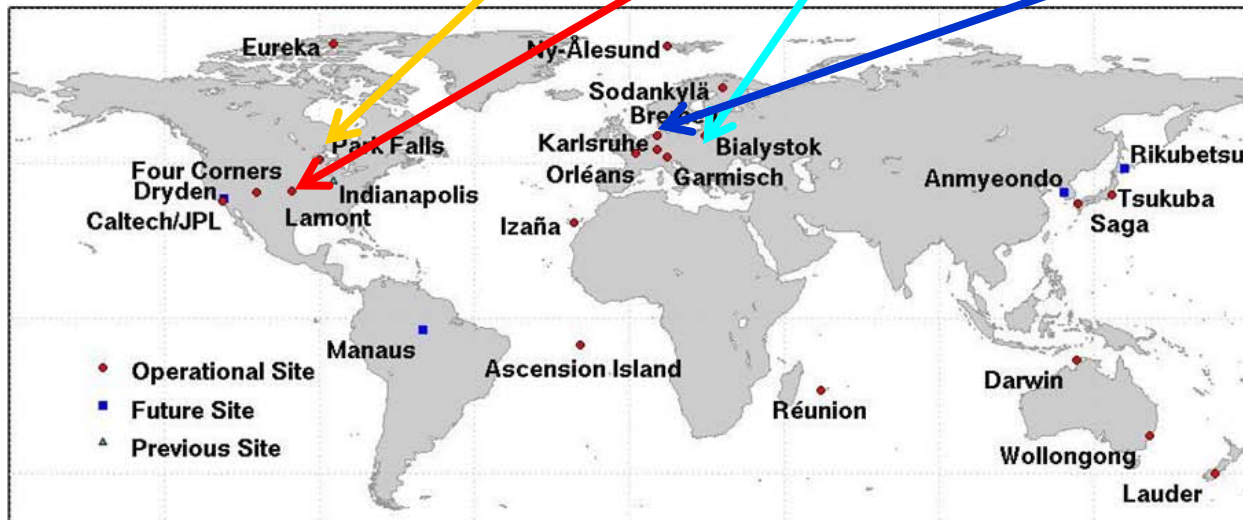 Eureka
Ny-Ålesund
Sodankylä
Park Falls
Karlsruhe
Bialystok
Four Corners
Orléans
Garmisch
Rikubetsu
Dryden
Indianapolis
Anmyeondo
Tsukuba
Caltech/JPL
Lamont
Izaña
Saga
Manaus
Ascension Island
Darwin
Réunion
Operational Site
Future Site
Previous Site
Wollongong
Lauder